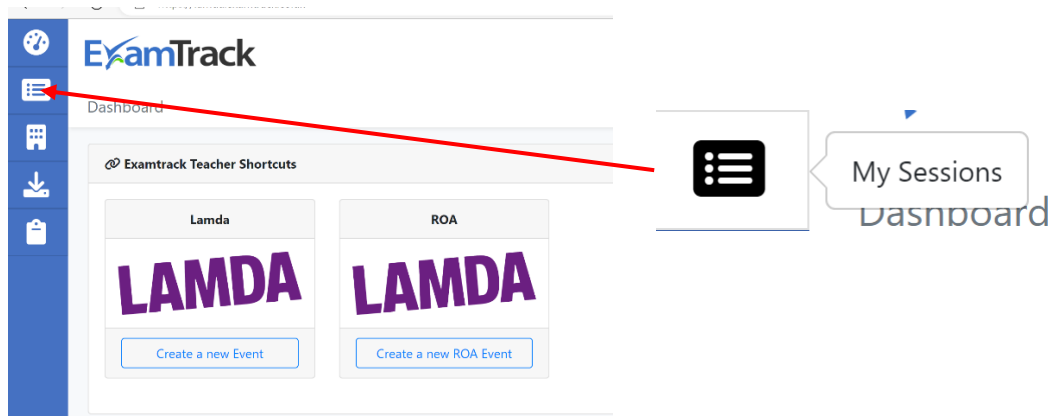 ExamTrack
Dashboard
Examtrack Teacher Shortcuts
Lamda
LAMDA
Create a new Event
ROA
LAMDA
Create a new ROA Event
My Sessions
Dashboard